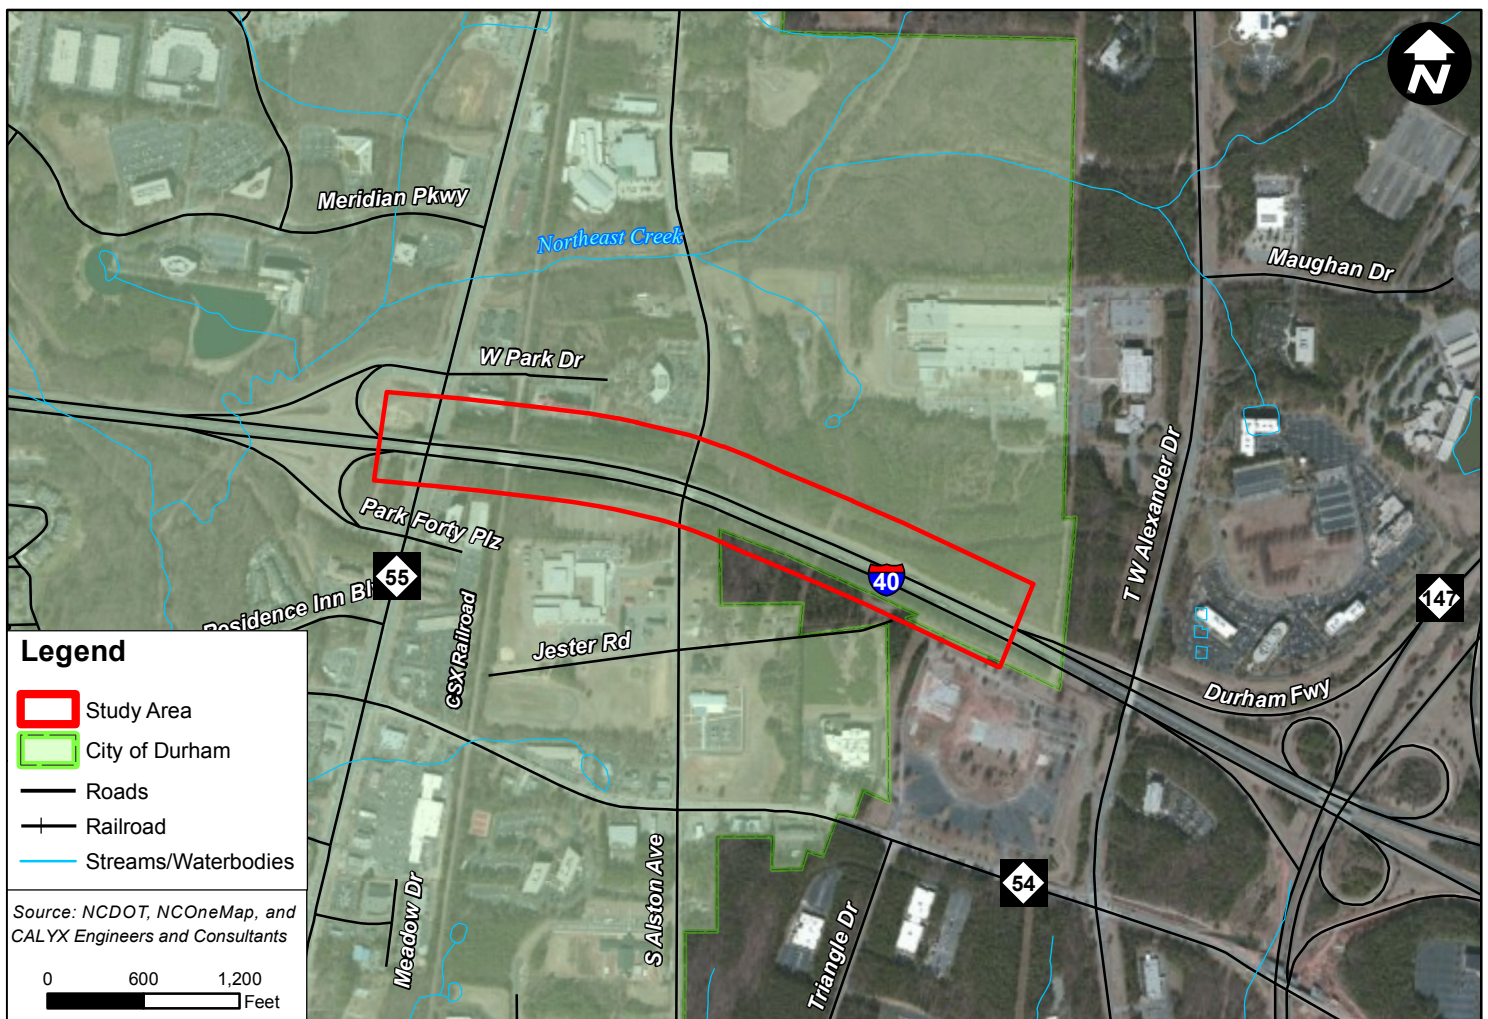 N
Meridian Pkwy
Northeast Creek
Maughan Dr
W Park Dr
T W Alexander Dr
Park Forty Plz
40
55
147
Residence Inn Bl
CSX Railroad
Jester Rd
Durham Fwy
Legend
Study Area
City of Durham
Roads
Railroad
Streams/Waterbodies
Source: NCDOT, NCOneMap, and
CALYX Engineers and Consultants
0 600 1,200
Feet
Meadow Dr
S Alston Ave
Triangle Dr
54